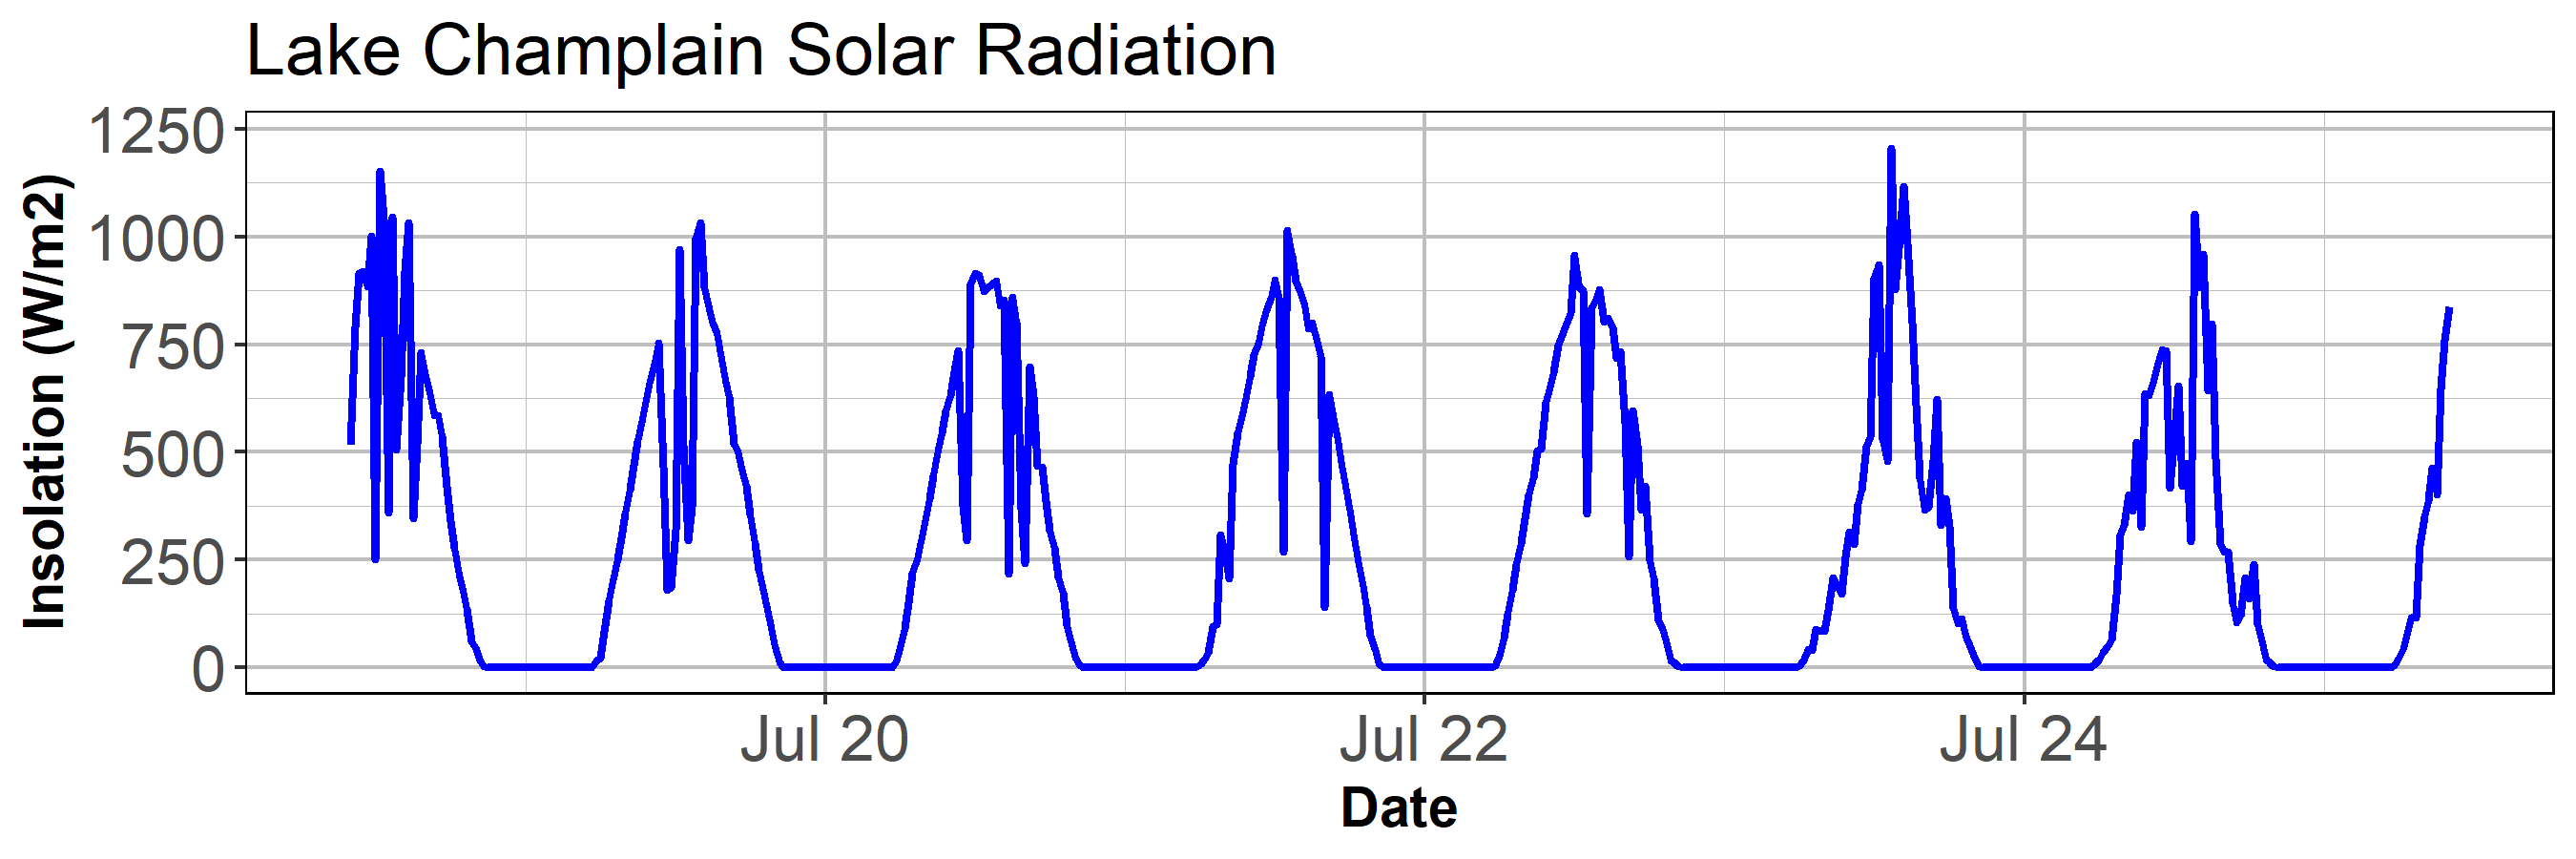 Lake Champlain Solar Radiation
1250
1000
750
500
250
0
Insolation (W/m2)
Jul 20
Jul 22
Jul 24
Date